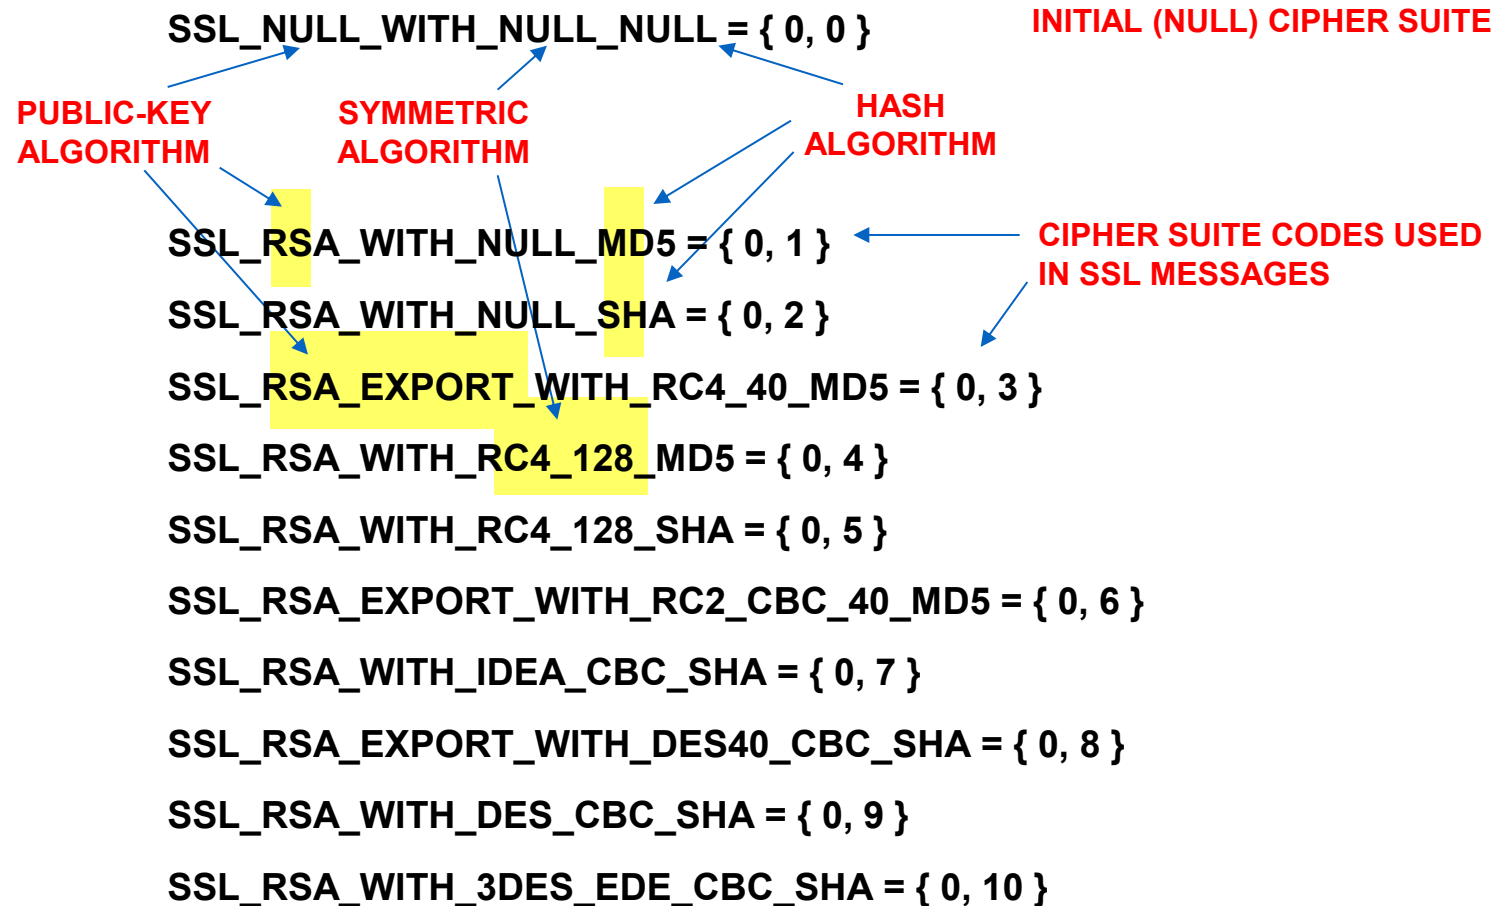 SSL_NULL_WITH_NULL_NULL = { 0, 0 }
INITIAL (NULL) CIPHER SUITE
PUBLIC-KEY
ALGORITHM
SYMMETRIC
ALGORITHM
HASH
ALGORITHM
SSL_RSA_WITH_NULL_MD5 = { 0, 1 }
CIPHER SUITE CODES USED
IN SSL MESSAGES
SSL_RSA_WITH_NULL_SHA = { 0, 2 }
SSL_RSA_EXPORT_WITH_RC4_40_MD5 = { 0, 3 }
SSL_RSA_WITH_RC4_128_MD5 = { 0, 4 }
SSL_RSA_WITH_RC4_128_SHA = { 0, 5 }
SSL_RSA_EXPORT_WITH_RC2_CBC_40_MD5 = { 0, 6 }
SSL_RSA_WITH_IDEA_CBC_SHA = { 0, 7 }
SSL_RSA_EXPORT_WITH_DES40_CBC_SHA = { 0, 8 }
SSL_RSA_WITH_DES_CBC_SHA = { 0, 9 }
SSL_RSA_WITH_3DES_EDE_CBC_SHA = { 0, 10 }